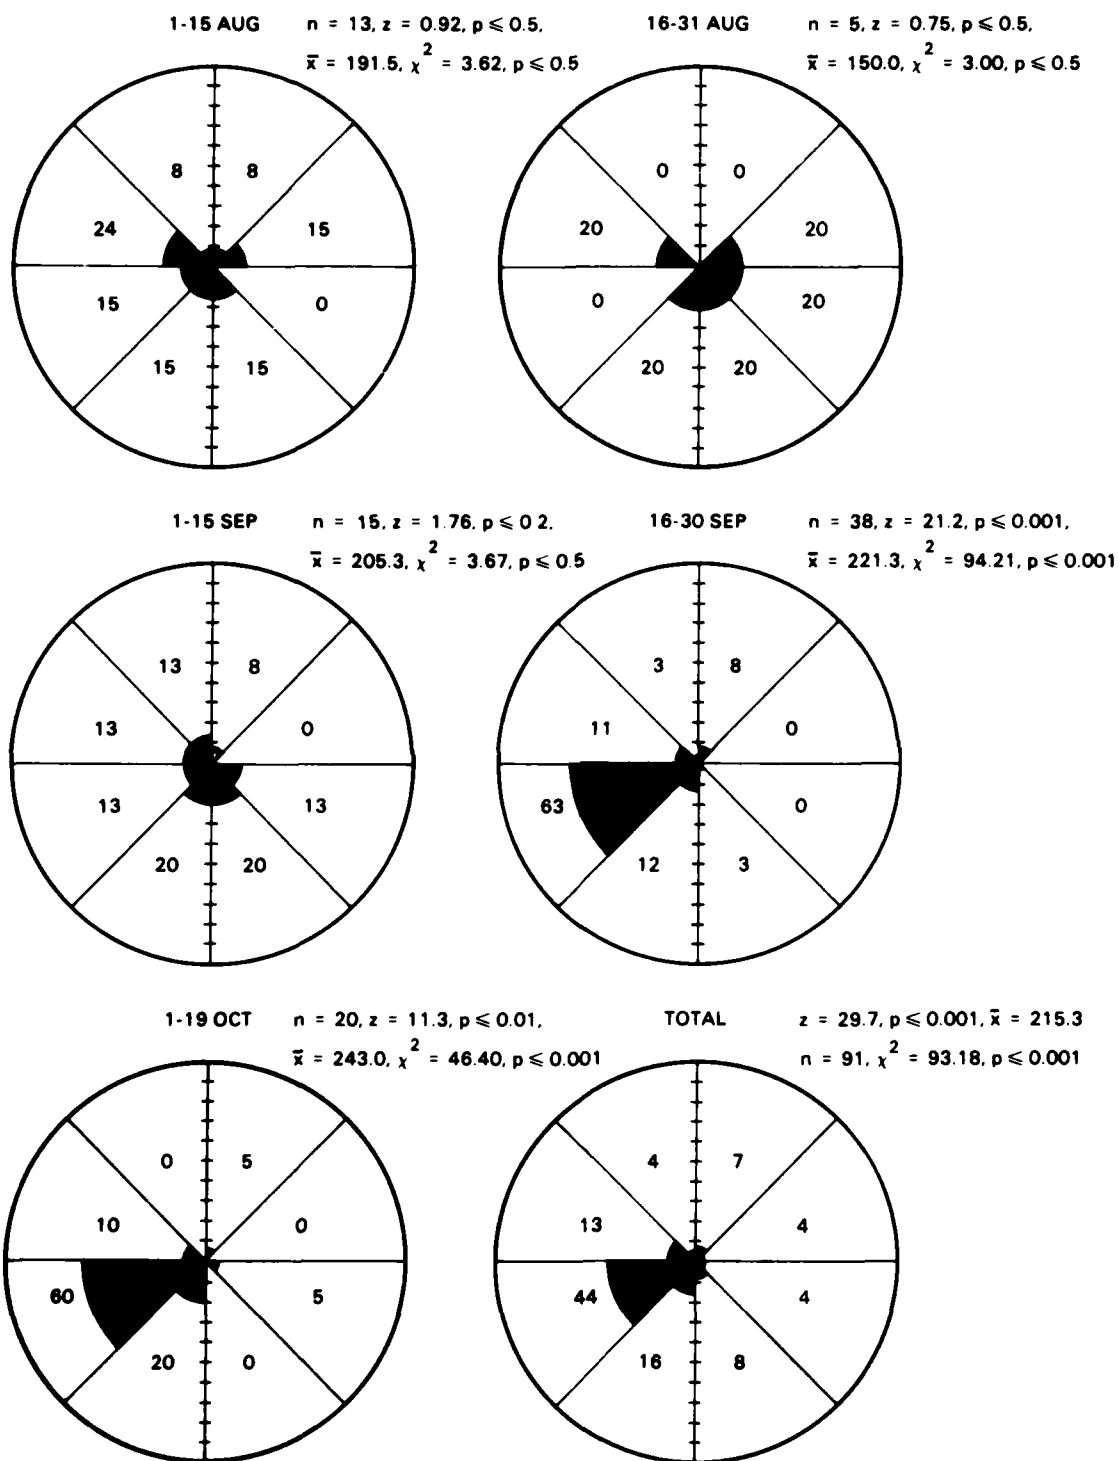 1-15 AUG
n = 13, z = 0.92, p ≤ 0.5,
x̄ = 191.5, χ² = 3.62, p ≤ 0.5
8 8
24 15
15 0
15 15
16-31 AUG
n = 5, z = 0.75, p ≤ 0.5,
x̄ = 150.0, χ² = 3.00, p ≤ 0.5
0 0
20 20
0 20
20 20
1-15 SEP
n = 15, z = 1.76, p ≤ 0 2,
x̄ = 205.3, χ² = 3.67, p ≤ 0.5
13 8
13 0
13 13
20 20
16-30 SEP
n = 38, z = 21.2, p ≤ 0.001,
x̄ = 221.3, χ² = 94.21, p ≤ 0.001
3 8
11 0
63 0
12 3
1-19 OCT
n = 20, z = 11.3, p ≤ 0.01,
x̄ = 243.0, χ² = 46.40, p ≤ 0.001
0 5
10 0
60 5
20 0
TOTAL
z = 29.7, p ≤ 0.001, x̄ = 215.3
n = 91, χ² = 93.18, p ≤ 0.001
4 7
13 4
44 4
16 8